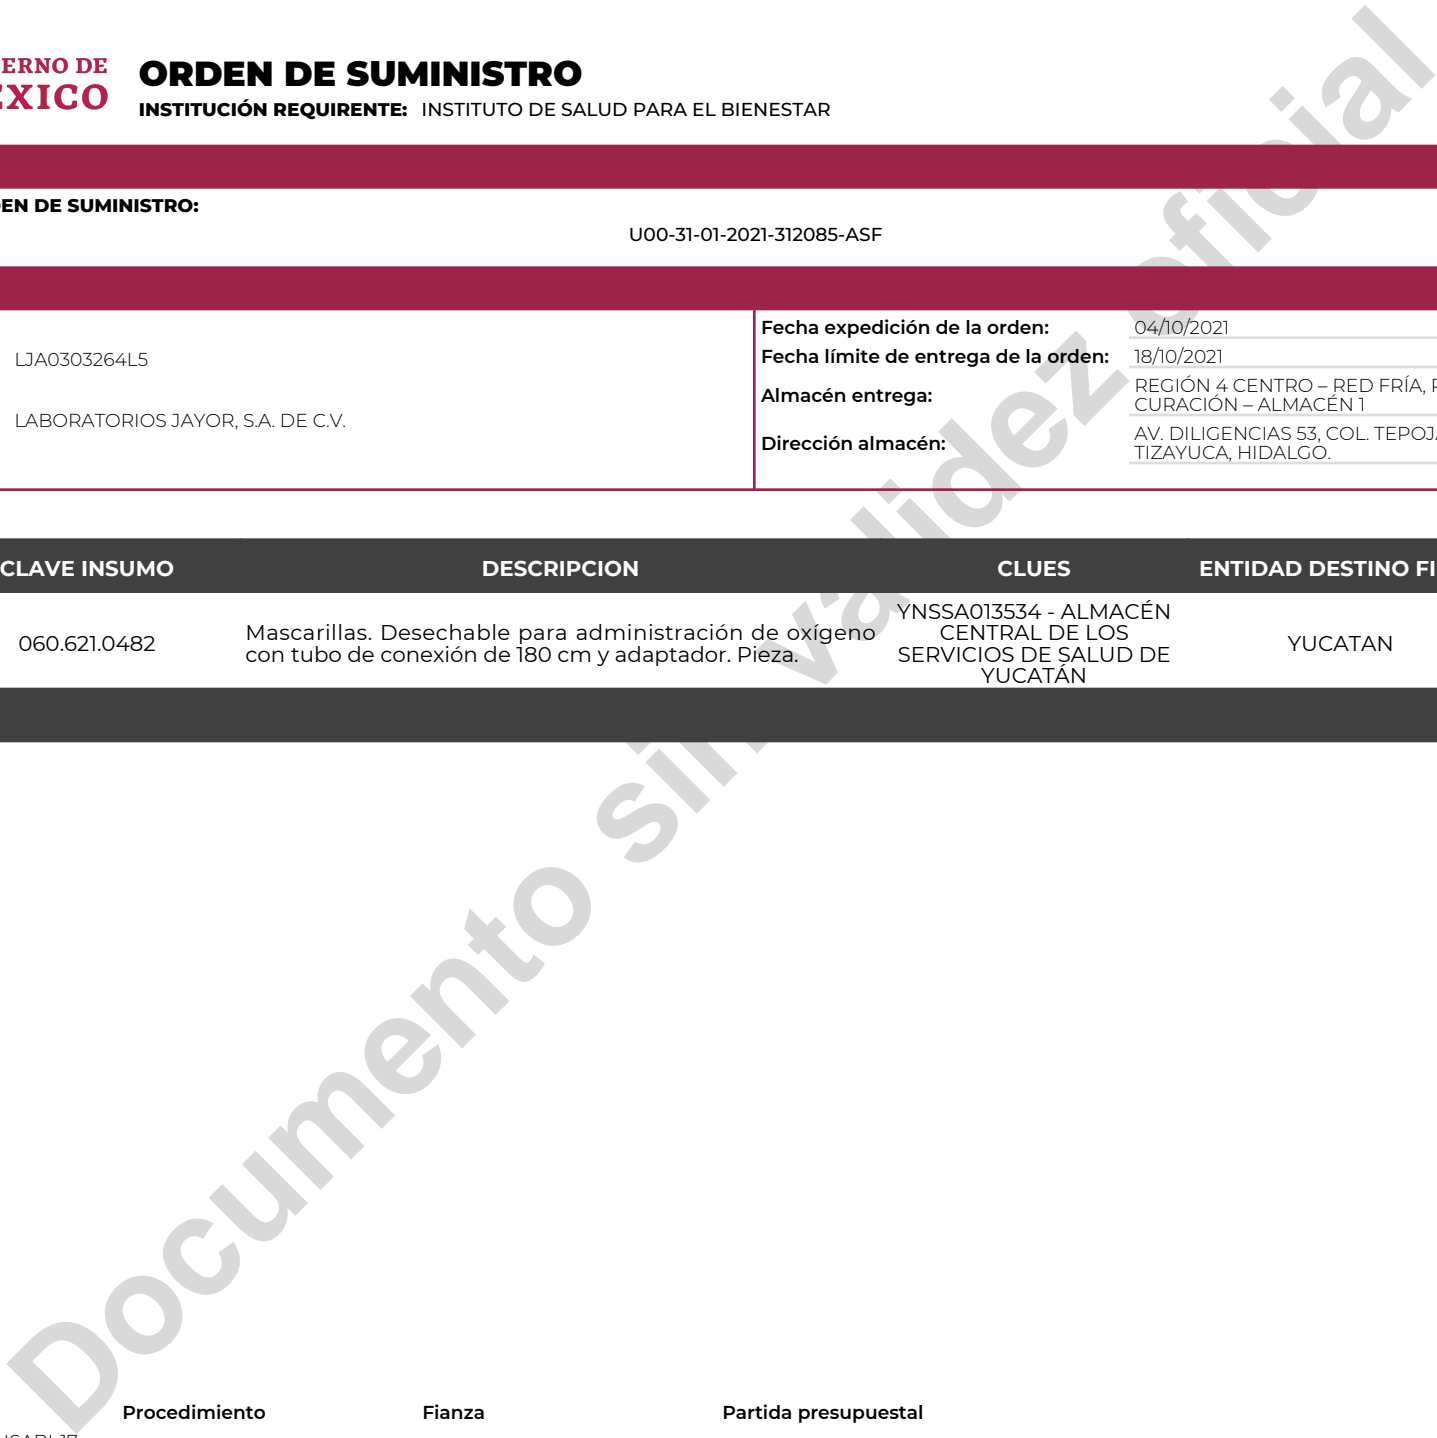 ERNO DE
EXICO
ORDEN DE SUMINISTRO
INSTITUCIÓN REQUIRENTE: INSTITUTO DE SALUD PARA EL BIENESTAR
EN DE SUMINISTRO:
U00-31-01-2021-312085-ASF
LJA0303264L5
LABORATORIOS JAYOR, S.A. DE C.V.
Fecha expedición de la orden: 04/10/2021
Fecha límite de entrega de la orden: 18/10/2021
Almacén entrega: REGIÓN 4 CENTRO – RED FRÍA,
CURACIÓN – ALMACÉN 1
Dirección almacén: AV. DILIGENCIAS 53, COL. TEPOJA
TIZAYUCA, HIDALGO.
CLAVE INSUMO DESCRIPCION CLUES ENTIDAD DESTINO FI
060.621.0482
Mascarillas. Desechable para administración de oxígeno
con tubo de conexión de 180 cm y adaptador. Pieza.
YNSSA013534 - ALMACÉN
CENTRAL DE LOS
SERVICIOS DE SALUD DE
YUCATÁN
YUCATAN
Documento sin validez oficial
Procedimiento Fianza Partida presupuestal